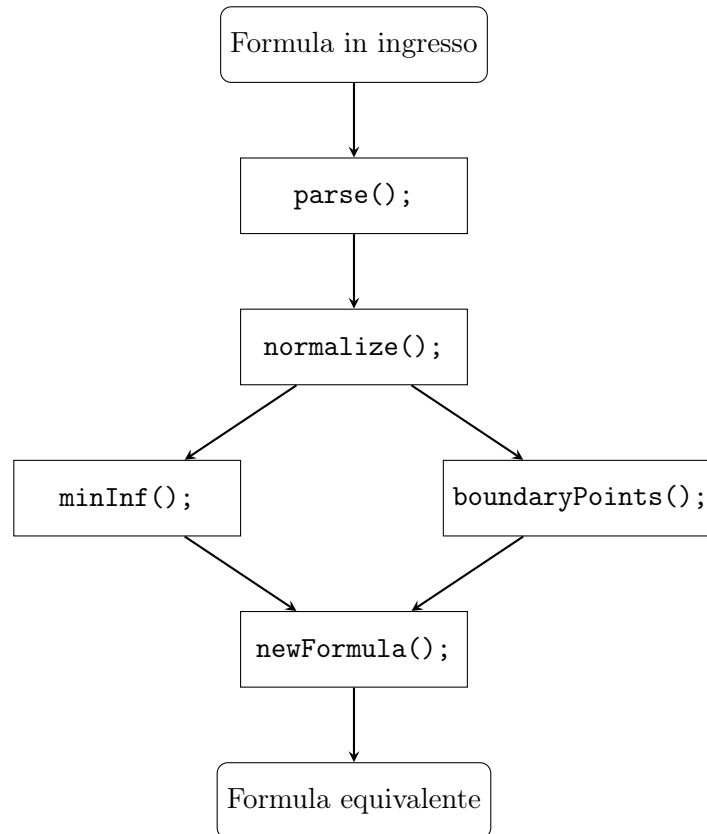 Formula in ingresso
parse();
normalize();
minInf();
boundaryPoints();
newFormula();
Formula equivalente